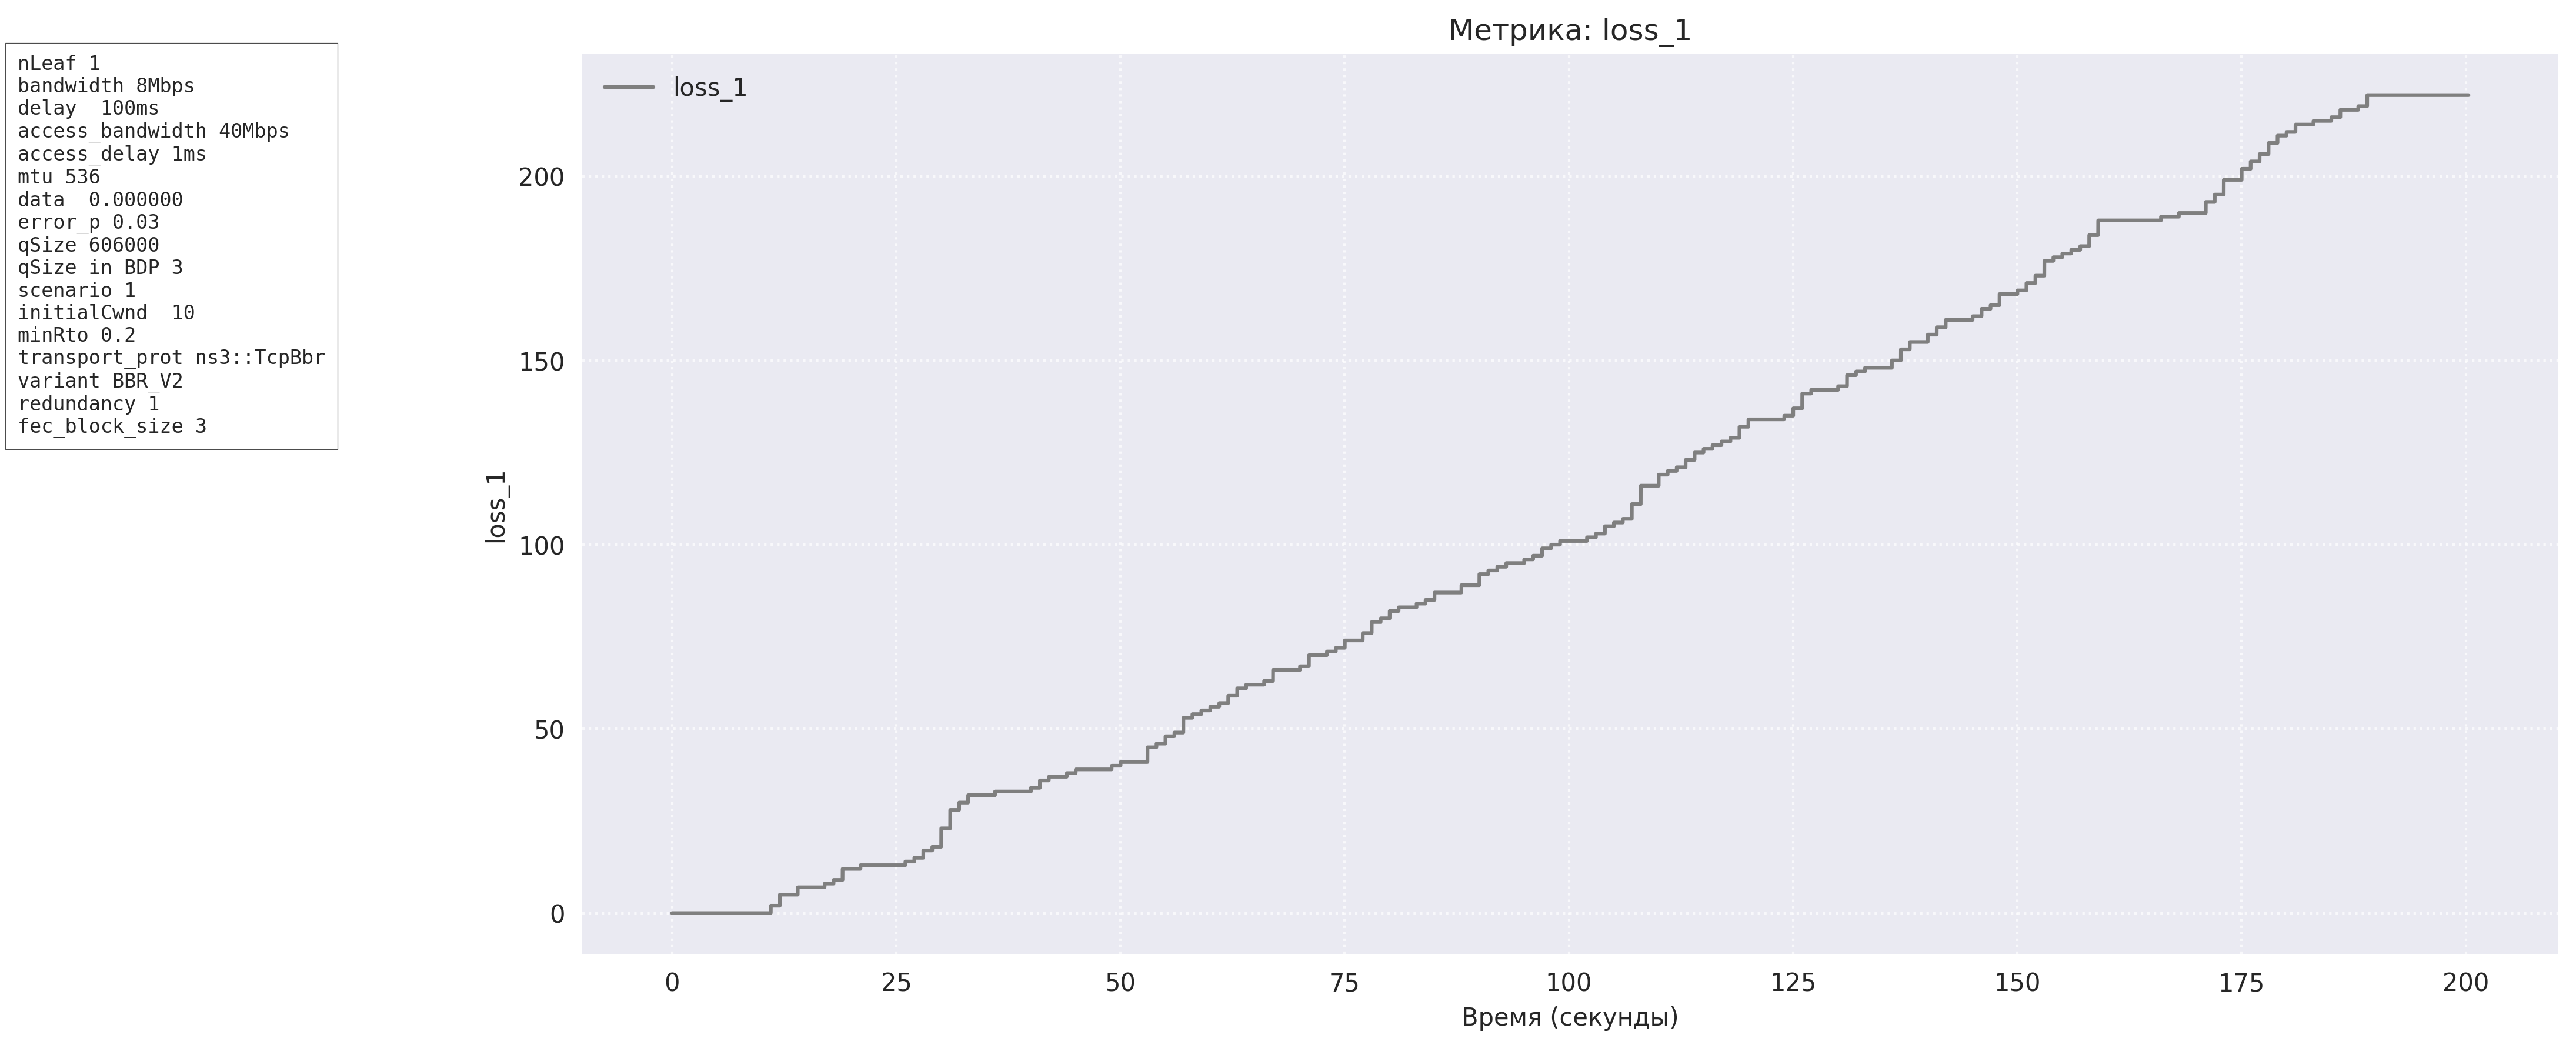 nLeaf 1
bandwidth 8Mbps
delay  100ms
access_bandwidth 40Mbps
access_delay 1ms
mtu 536
data  0.000000
error_p 0.03
qSize 606000
qSize in BDP 3
scenario 1
initialCwnd  10
minRto 0.2
transport_prot ns3::TcpBbr
variant BBR_V2
redundancy 1
fec_block_size 3
Метрика: loss_1
loss_1
loss_1
200
150
100
50
0
0 25 50 75 100 125 150 175 200
Время (секунды)